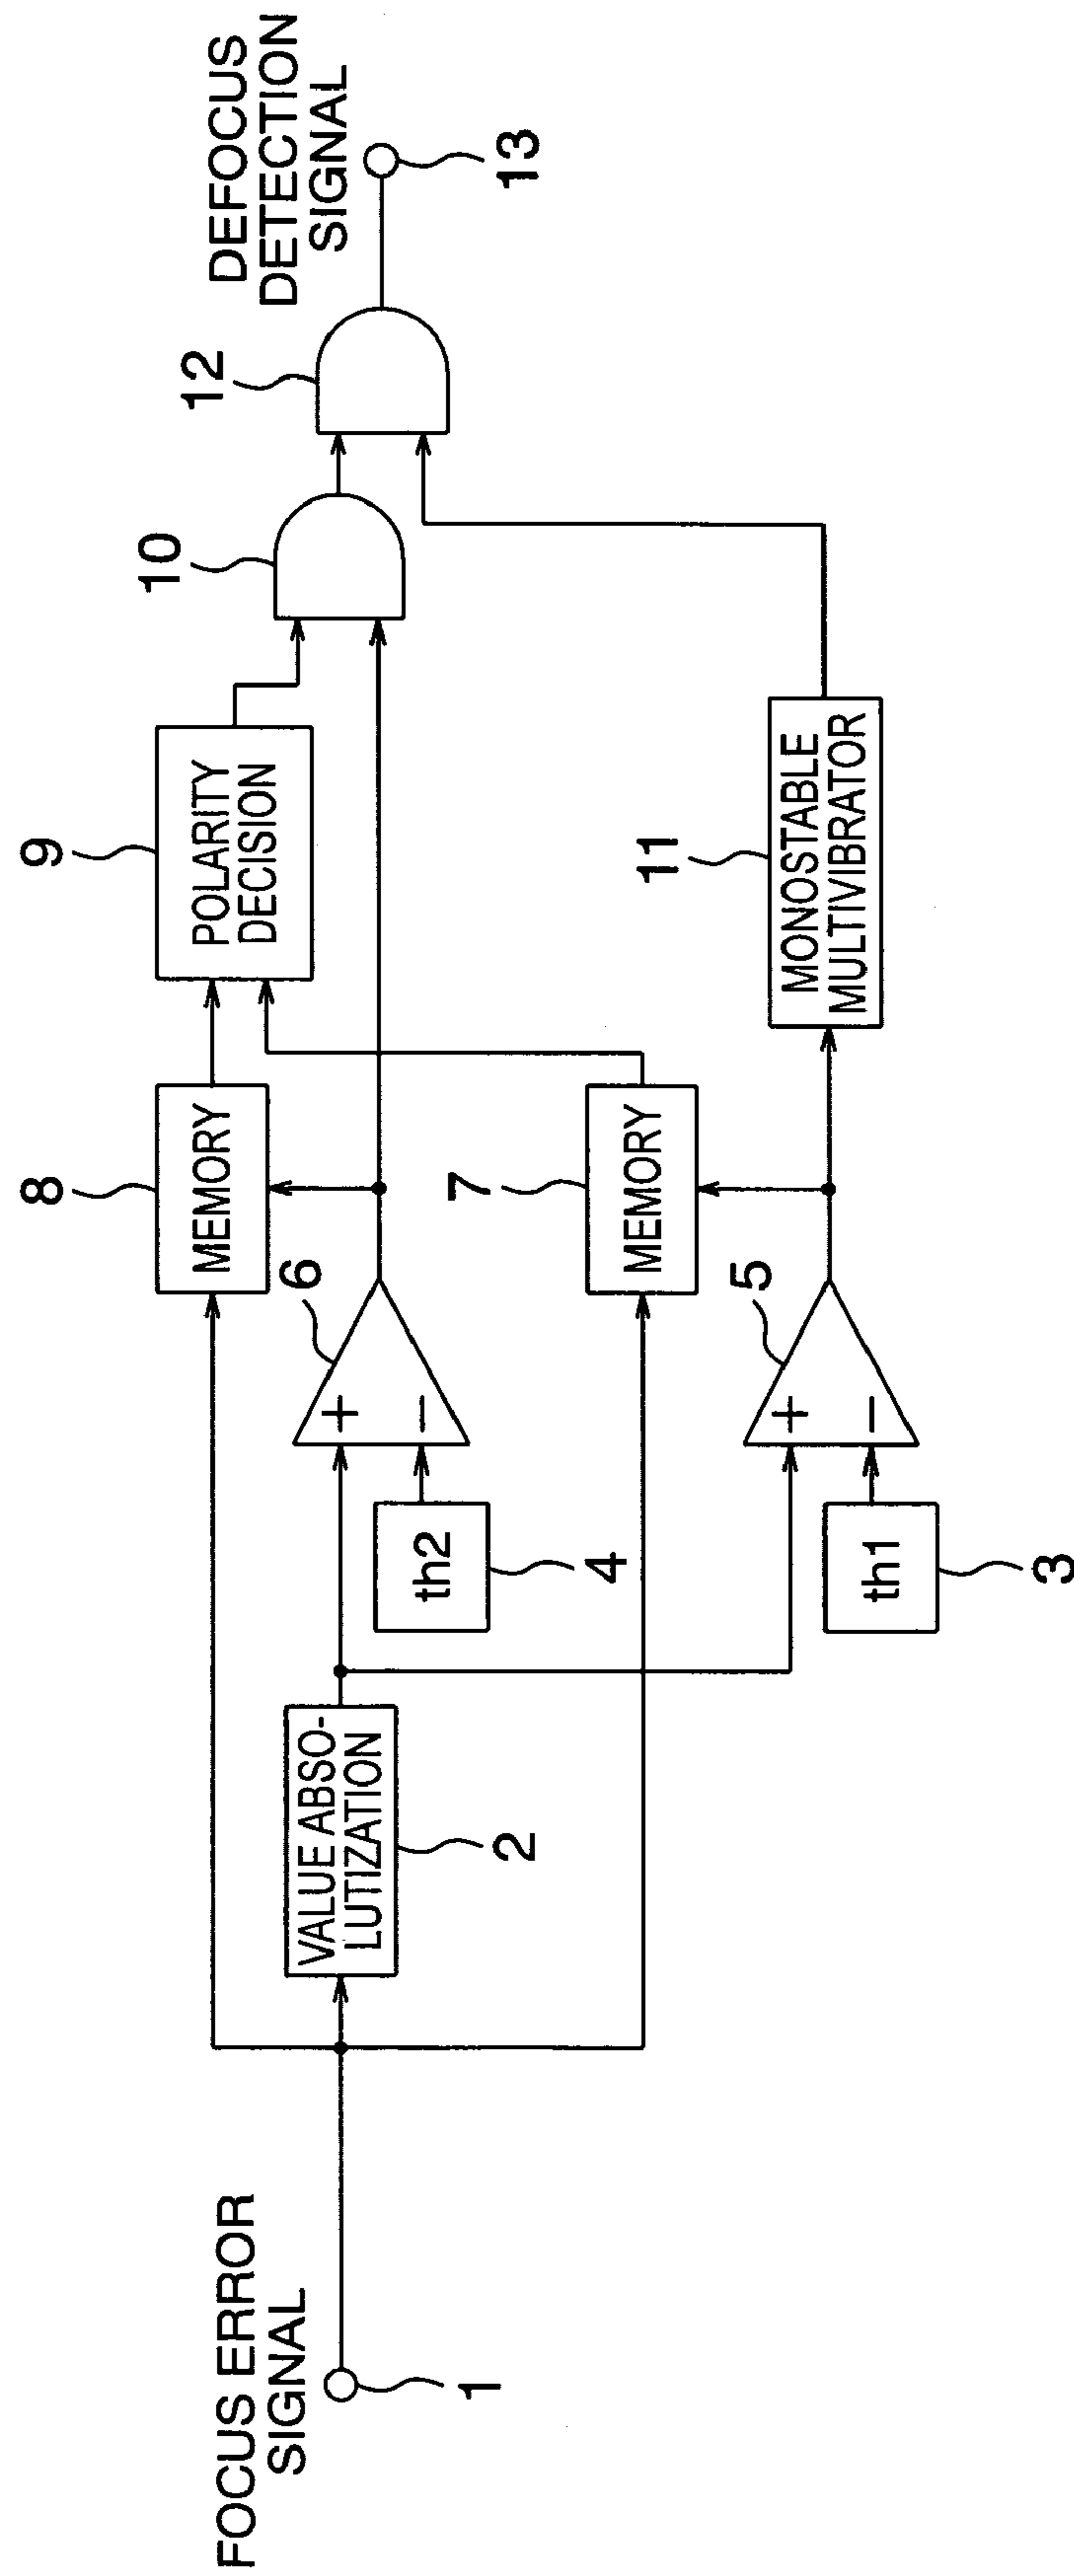 FOCUS ERROR
SIGNAL
1
VALUE ABSO-
LUTIZATION
2
th2
4
th1
3
+
−
6
+
−
5
8
MEMORY
7
MEMORY
9
POLARITY
DECISION
11
MONOSTABLE
MULTIVIBRATOR
10
12
DEFOCUS
DETECTION
SIGNAL
13